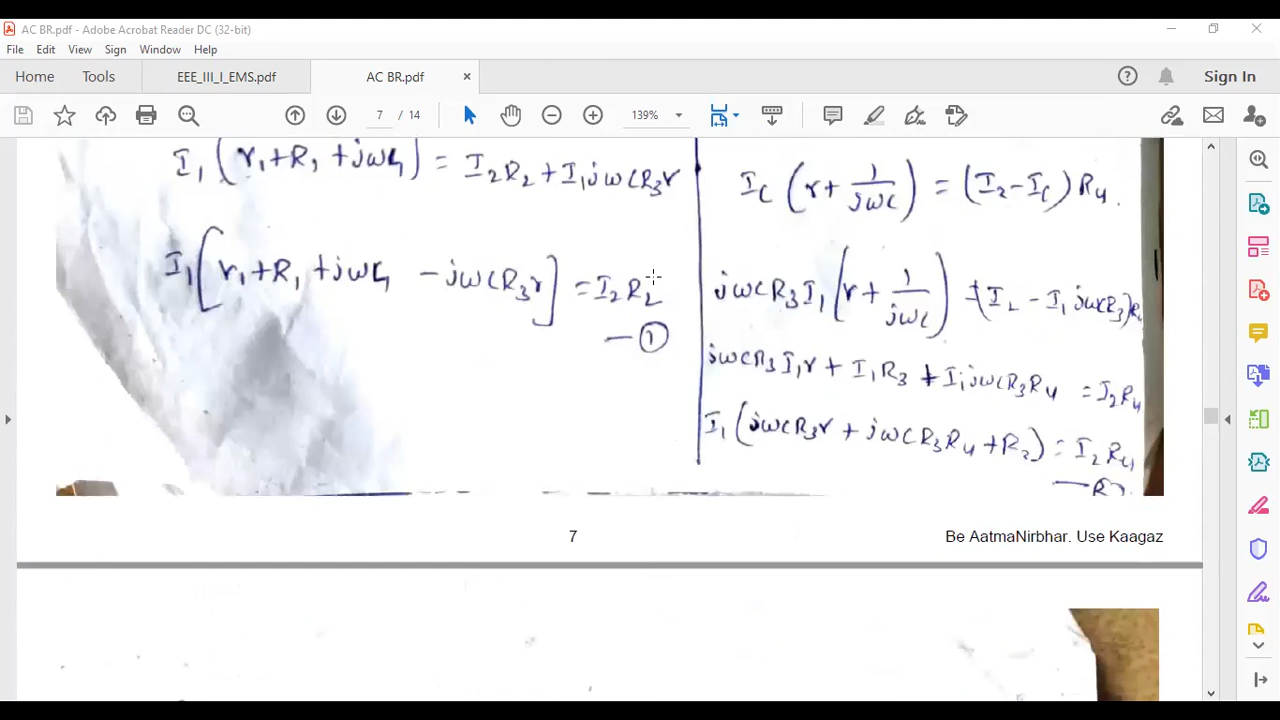 AC BR.pdf - Adobe Acrobat Reader DC (32-bit)
File Edit View Sign Window Help
Home Tools EEE_III_I_EMS.pdf AC BR.pdf × Sign In
7 / 14 139%
I₁(r₁+R₁+jωL₁) = I₂R₂+I₁jωCR₃r
I₁[r₁+R₁+jωL₁ -jωCR₃r] = I₂R₂
—①
I_C(r+1/jωC) = (I₂-I_C)R₄.
jωCR₃I₁(r+1/jωC) = (I₂ - I₁jωCR₃)R₄
jωCR₃I₁r + I₁R₃ + I₁jωCR₃R₄ = I₂R₄
I₁(jωCR₃r + jωCR₃R₄+R₃) = I₂R₄
7
Be AatmaNirbhar. Use Kaagaz